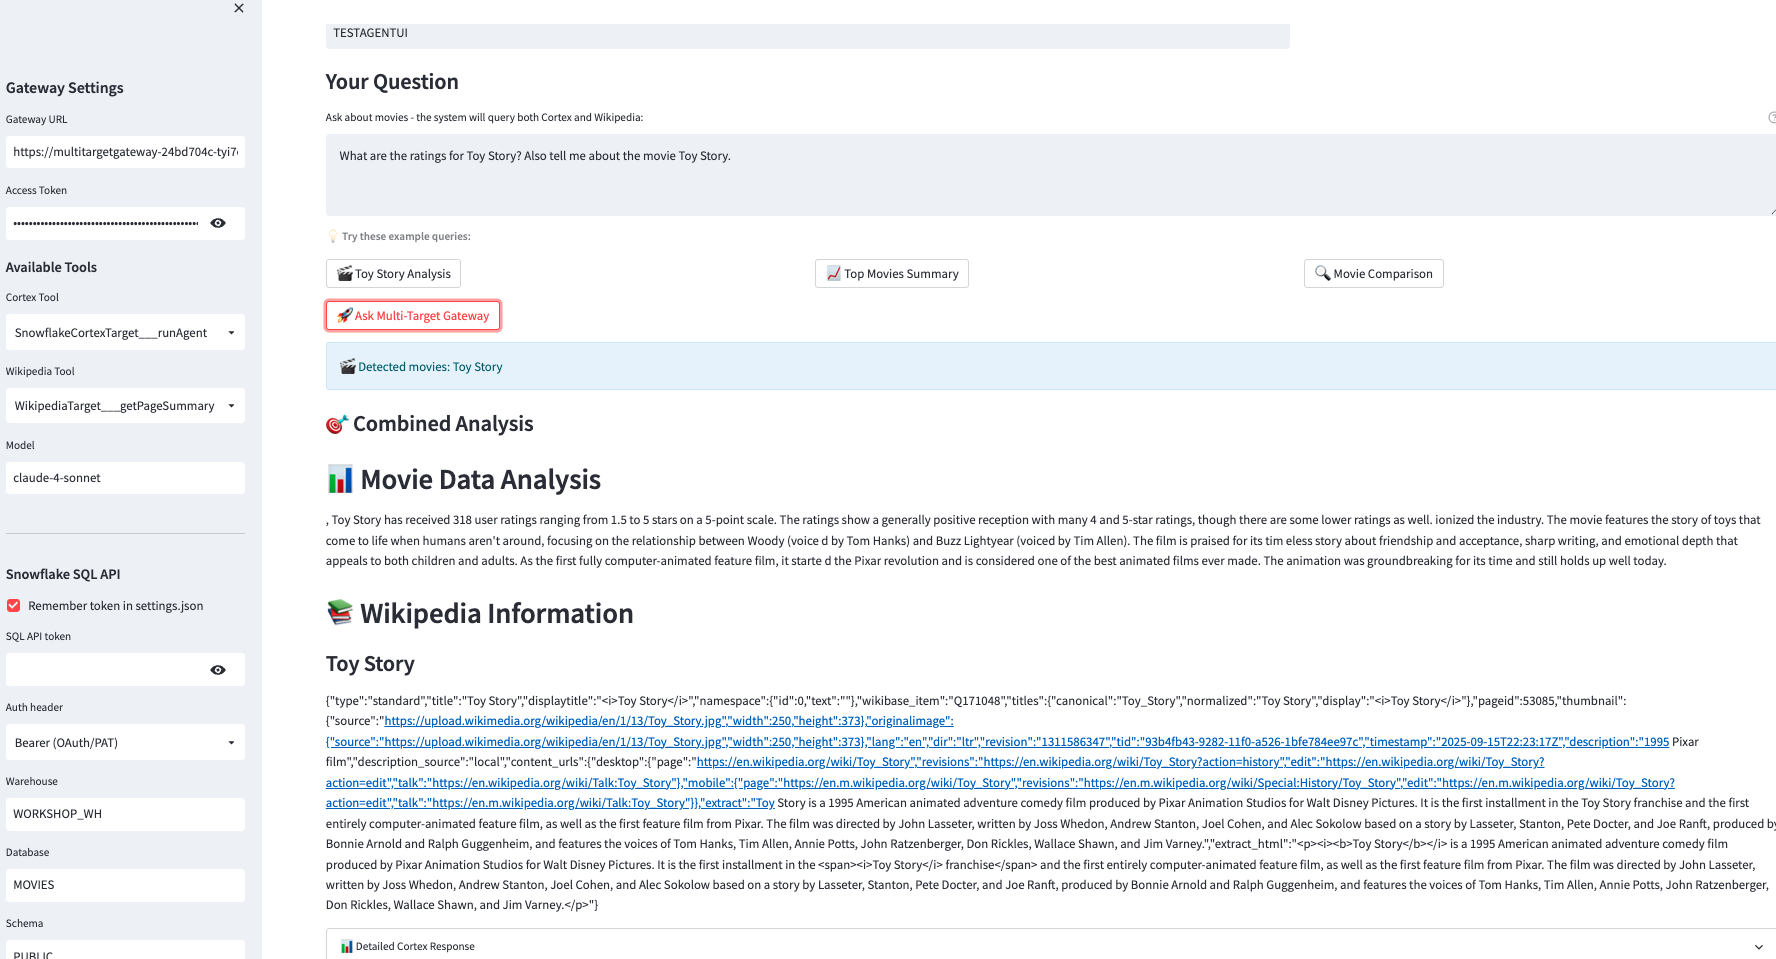 Gateway Settings
Gateway URL
https://multitargetgateway-24bd704c-tyi7
Access Token
Available Tools
Cortex Tool
SnowflakeCortexTarget___runAgent
Wikipedia Tool
WikipediaTarget___getPageSummary
Model
claude-4-sonnet
Snowflake SQL API
Remember token in settings.json
SQL API token
Auth header
Bearer (OAuth/PAT)
Warehouse
WORKSHOP_WH
Database
MOVIES
Schema
PUBLIC
TESTAGENTUI
Your Question
Ask about movies - the system will query both Cortex and Wikipedia:
What are the ratings for Toy Story? Also tell me about the movie Toy Story.
Try these example queries:
Toy Story Analysis
Top Movies Summary
Movie Comparison
Ask Multi-Target Gateway
Detected movies: Toy Story
Combined Analysis
Movie Data Analysis
, Toy Story has received 318 user ratings ranging from 1.5 to 5 stars on a 5-point scale. The ratings show a generally positive reception with many 4 and 5-star ratings, though there are some lower ratings as well. ionized the industry. The movie features the story of toys that
come to life when humans aren't around, focusing on the relationship between Woody (voice d by Tom Hanks) and Buzz Lightyear (voiced by Tim Allen). The film is praised for its tim eless story about friendship and acceptance, sharp writing, and emotional depth that
appeals to both children and adults. As the first fully computer-animated feature film, it starte d the Pixar revolution and is considered one of the best animated films ever made. The animation was groundbreaking for its time and still holds up well today.
Wikipedia Information
Toy Story
{"type":"standard","title":"Toy Story","displaytitle":"<i>Toy Story</i>","namespace":{"id":0,"text":""},"wikibase_item":"Q171048","titles":{"canonical":"Toy_Story","normalized":"Toy Story","display":"<i>Toy Story</i>"},"pageid":53085,"thumbnail":
{"source":"https://upload.wikimedia.org/wikipedia/en/1/13/Toy_Story.jpg","width":250,"height":373},"originalimage":
{"source":"https://upload.wikimedia.org/wikipedia/en/1/13/Toy_Story.jpg","width":250,"height":373},"lang":"en","dir":"ltr","revision":"1311586347","tid":"93b4fb43-9282-11f0-a526-1bfe784ee97c","timestamp":"2025-09-15T22:23:17Z","description":"1995 Pixar
film","description_source":"local","content_urls":{"desktop":{"page":"https://en.wikipedia.org/wiki/Toy_Story","revisions":"https://en.wikipedia.org/wiki/Toy_Story?action=history","edit":"https://en.wikipedia.org/wiki/Toy_Story?
action=edit","talk":"https://en.wikipedia.org/wiki/Talk:Toy_Story"},"mobile":{"page":"https://en.m.wikipedia.org/wiki/Toy_Story","revisions":"https://en.m.wikipedia.org/wiki/Special:History/Toy_Story","edit":"https://en.m.wikipedia.org/wiki/Toy_Story?
action=edit","talk":"https://en.m.wikipedia.org/wiki/Talk:Toy_Story"}},"extract":"Toy Story is a 1995 American animated adventure comedy film produced by Pixar Animation Studios for Walt Disney Pictures. It is the first installment in the Toy Story franchise and the first
entirely computer-animated feature film, as well as the first feature film from Pixar. The film was directed by John Lasseter, written by Joss Whedon, Andrew Stanton, Joel Cohen, and Alec Sokolow based on a story by Lasseter, Stanton, Pete Docter, and Joe Ranft, produced by
Bonnie Arnold and Ralph Guggenheim, and features the voices of Tom Hanks, Tim Allen, Annie Potts, John Ratzenberger, Don Rickles, Wallace Shawn, and Jim Varney.","extract_html":"<p><i><b>Toy Story</b></i> is a 1995 American animated adventure comedy film
produced by Pixar Animation Studios for Walt Disney Pictures. It is the first installment in the <span><i>Toy Story</i> franchise</span> and the first entirely computer-animated feature film, as well as the first feature film from Pixar. The film was directed by John Lasseter,
written by Joss Whedon, Andrew Stanton, Joel Cohen, and Alec Sokolow based on a story by Lasseter, Stanton, Pete Docter, and Joe Ranft, produced by Bonnie Arnold and Ralph Guggenheim, and features the voices of Tom Hanks, Tim Allen, Annie Potts, John Ratzenberger,
Don Rickles, Wallace Shawn, and Jim Varney.</p>"}
Detailed Cortex Response